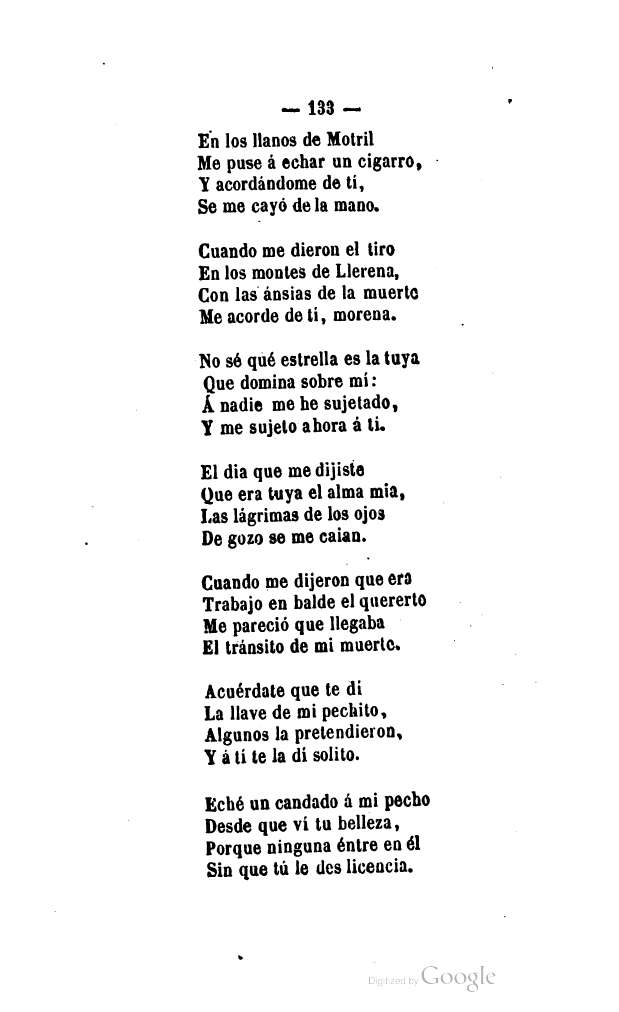 — 133 —
En los llanos de Motril
Me puse á echar un cigarro,
Y acordándome de tí,
Se me cayó de la mano.
Cuando me dieron el tiro
En los montes de Llerena,
Con las ánsias de la muerte
Me acorde de tí, morena.
No sé qué estrella es la tuya
Que domina sobre mí:
Á nadie me he sujetado,
Y me sujeto ahora á tí.
El dia que me dijiste
Que era tuya el alma mia,
Las lágrimas de los ojos
De gozo se me caian.
Cuando me dijeron que era
Trabajo en balde el quererto
Me pareció que llegaba
El tránsito de mi muerte.
Acuérdate que te dí
La llave de mi pechito,
Algunos la pretendieron,
Y á tí te la dí solito.
Eché un candado á mi pecho
Desde que ví tu belleza,
Porque ninguna éntre en él
Sin que tú le des licencia.
Digitized by Google